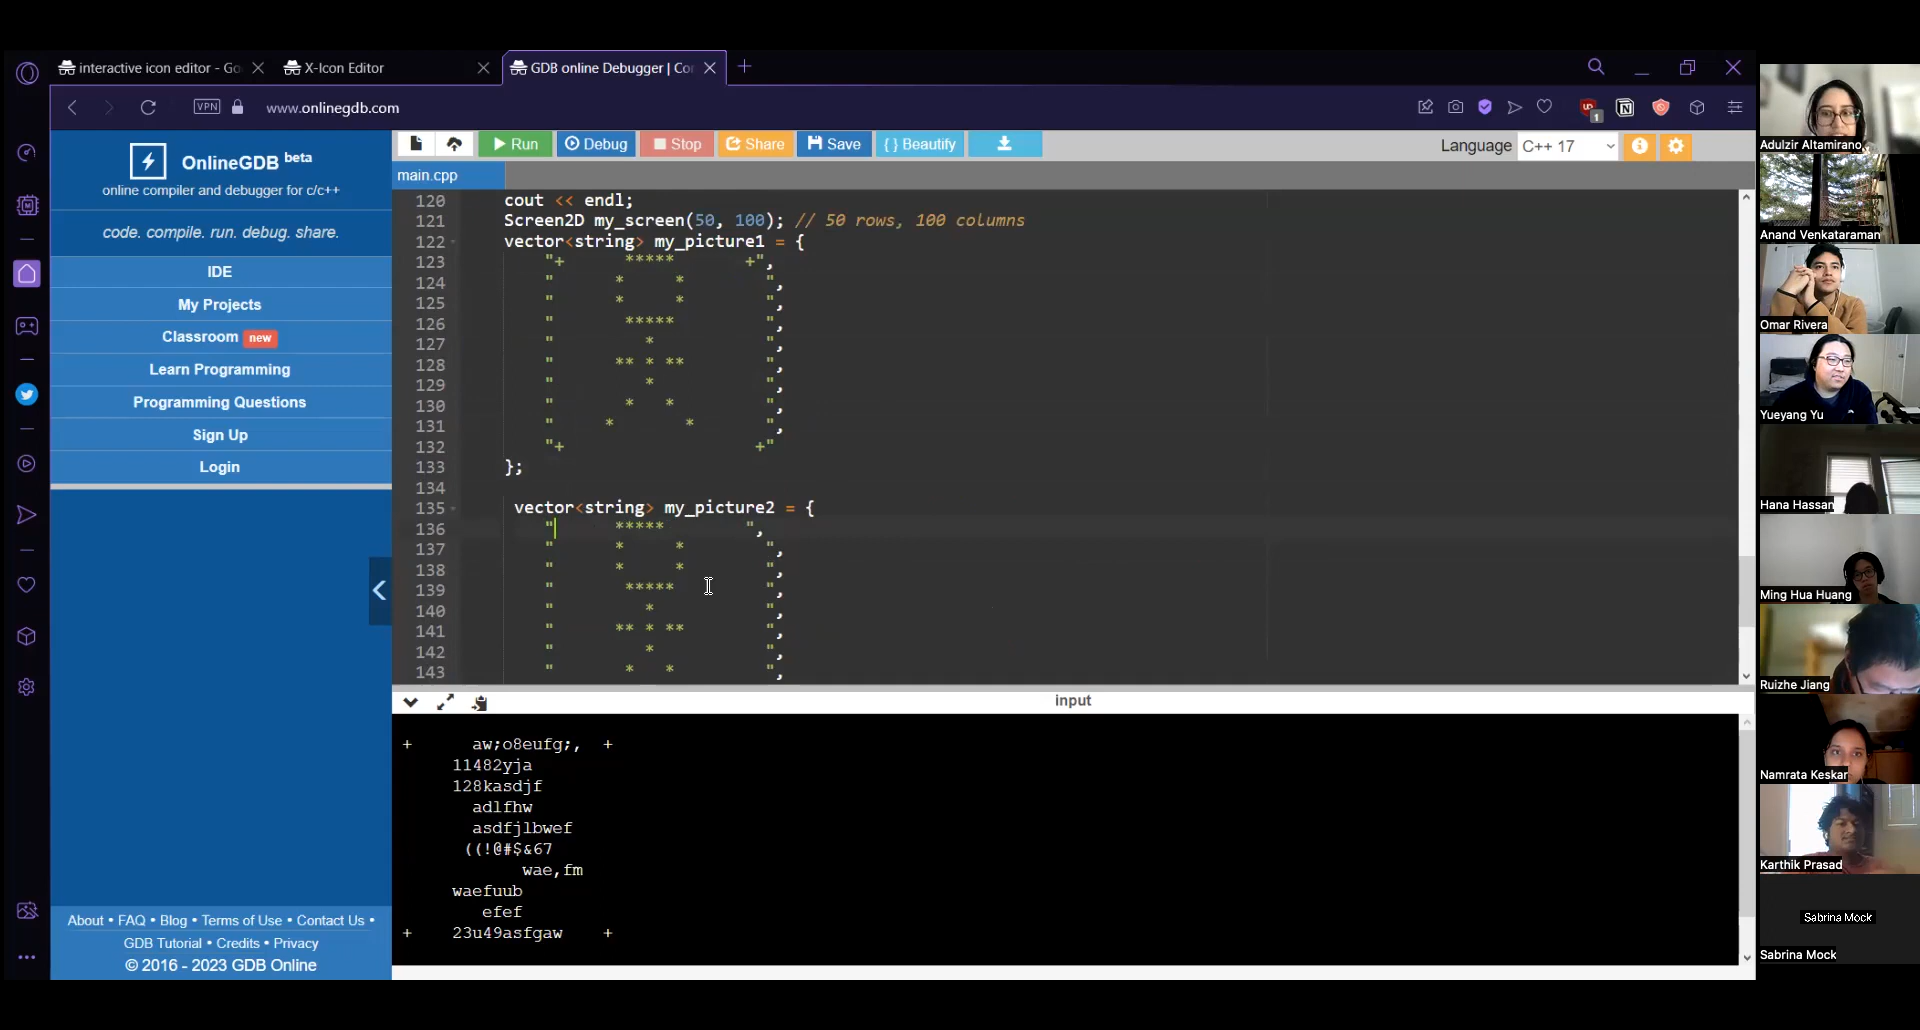 interactive icon editor - Go
X-Icon Editor
GDB online Debugger | Co
VPN
www.onlinegdb.com
1
OnlineGDB beta
online compiler and debugger for c/c++
code. compile. run. debug. share.
IDE
My Projects
Classroom new
Learn Programming
Programming Questions
Sign Up
Login
About • FAQ • Blog • Terms of Use • Contact Us •
GDB Tutorial • Credits • Privacy
© 2016 - 2023 GDB Online
Run
Debug
Stop
Share
Save
{ } Beautify
Language C++ 17
main.cpp
120 cout << endl;
121 Screen2D my_screen(50, 100); // 50 rows, 100 columns
122 vector<string> my_picture1 = {
123 "+      *****       +",
124 "      *     *        ",
125 "      *     *        ",
126 "       *****         ",
127 "         *           ",
128 "      ** * **        ",
129 "         *           ",
130 "       *   *         ",
131 "     *       *       ",
132 "+                   +"
133 };
134
135 vector<string> my_picture2 = {
136 "      *****        ",
137 "      *     *        ",
138 "      *     *        ",
139 "       *****         ",
140 "         *           ",
141 "      ** * **        ",
142 "         *           ",
143 "       *   *         ",
input
+      aw;o8eufg;,  +
11482yja
128kasdjf
adlfhw
asdfjlbwef
((!@#$&67
wae,fm
waefuub
efef
+    23u49asfgaw    +
Adulzir Altamirano
Anand Venkataraman
Omar Rivera
Yueyang Yu
Hana Hassan
Ming Hua Huang
Ruizhe Jiang
Namrata Keskar
Karthik Prasad
Sabrina Mock
Sabrina Mock